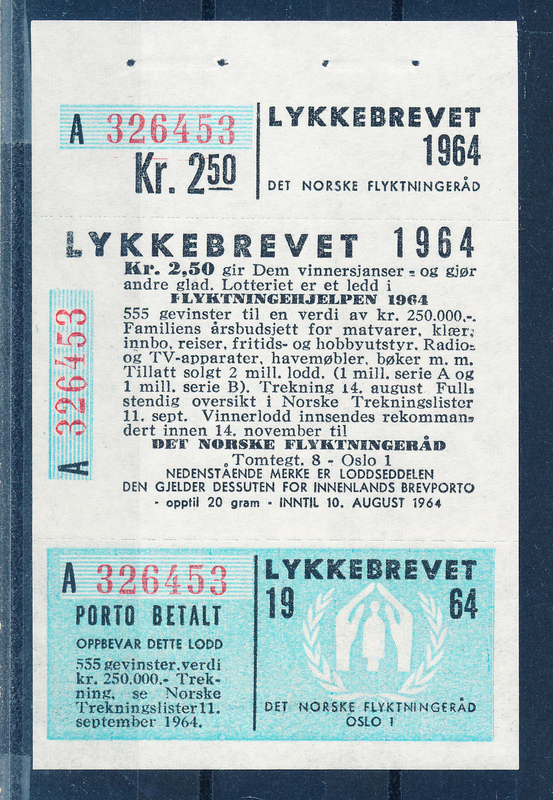 A 326453
Kr. 2,50
LYKKEBREVET
1964
DET NORSKE FLYKTNINGERÅD
LYKKEBREVET 1964
Kr. 2,50 gir Dem vinnersjanser - og gjør
andre glad. Lotteriet er et ledd i
FLYKTNINGEHJELPEN 1964
555 gevinster til en verdi av kr. 250.000,-.
Familiens årsbudsjett for matvarer, klær,
innbo, reiser, fritids- og hobbyutstyr. Radio-
og TV-apparater, havemøbler, bøker m. m.
Tillatt solgt 2 mill. lodd. (1 mill. serie A og
1 mill. serie B). Trekning 14. august Full-
stendig oversikt i Norske Trekningslister
11. sept. Vinnerlodd innsendes rekomman-
dert innen 14. november til
DET NORSKE FLYKTNINGERÅD
Tomtegt. 8 - Oslo 1
NEDENSTÅENDE MERKE ER LODDSEDDELEN
DEN GJELDER DESSUTEN FOR INNENLANDS BREVPORTO
- opptil 20 gram - INNTIL 10. AUGUST 1964
A 326453
A 326453
PORTO BETALT
OPPBEVAR DETTE LODD
555 gevinster.verdi
kr. 250.000.- Trek-
ning, se Norske
Trekningslister 11.
september 1964.
LYKKEBREVET
19 64
DET NORSKE FLYKTNINGERÅD
OSLO 1